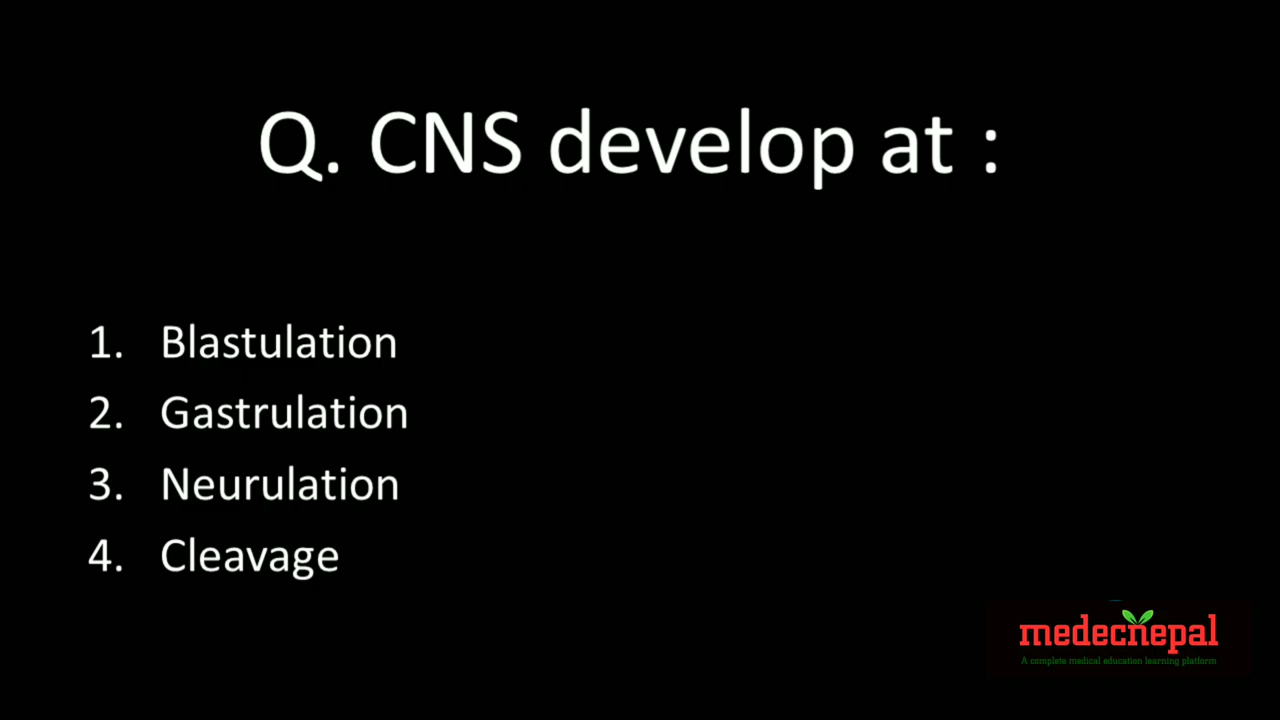 Q. CNS develop at :
1. Blastulation
2. Gastrulation
3. Neurulation
4. Cleavage
medecnepal
A complete medical education learning platform